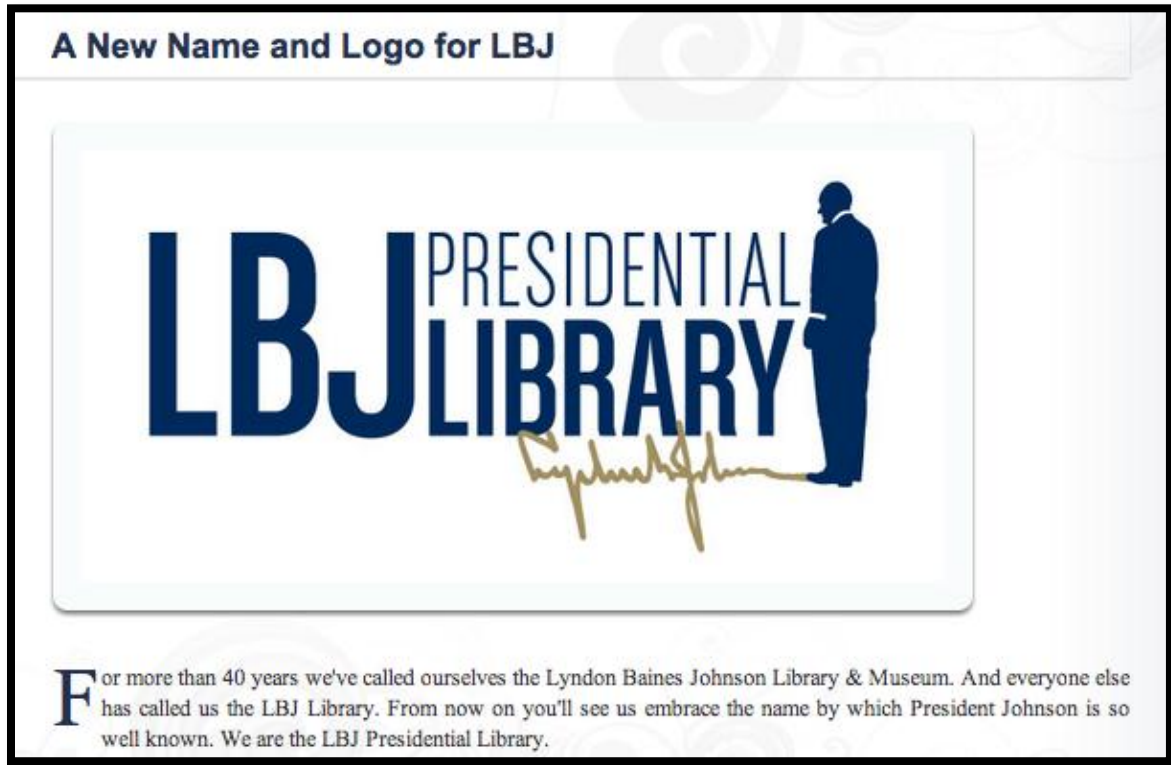 A New Name and Logo for LBJ
LBJ PRESIDENTIAL
LIBRARY
Lyndon B Johnson
For more than 40 years we've called ourselves the Lyndon Baines Johnson Library & Museum. And everyone else
has called us the LBJ Library. From now on you'll see us embrace the name by which President Johnson is so
well known. We are the LBJ Presidential Library.